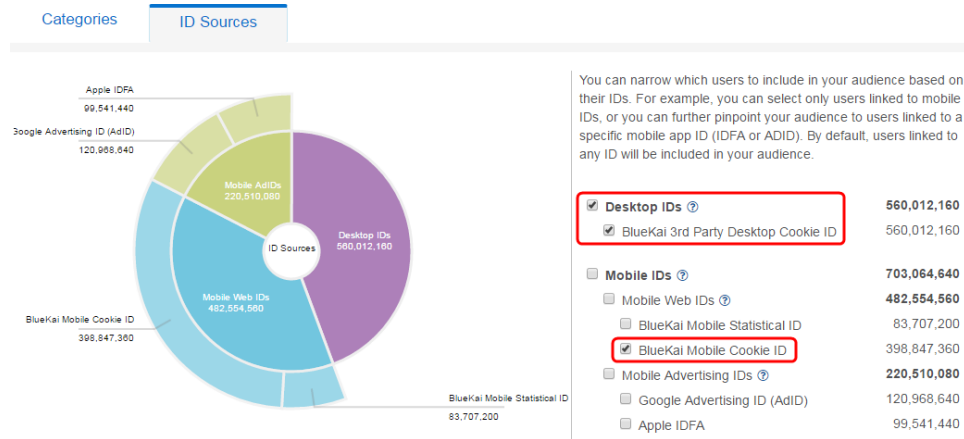 Categories
ID Sources
Apple IDFA
99,541,440
Google Advertising ID (AdID)
120,968,640
Mobile AdIDs
220,510,080
Desktop IDs
560,012,160
ID Sources
Mobile Web IDs
482,554,560
BlueKai Mobile Cookie ID
398,847,360
BlueKai Mobile Statistical ID
83,707,200
You can narrow which users to include in your audience based on
their IDs. For example, you can select only users linked to mobile
IDs, or you can further pinpoint your audience to users linked to a
specific mobile app ID (IDFA or ADID). By default, users linked to
any ID will be included in your audience.
Desktop IDs ? 560,012,160
BlueKai 3rd Party Desktop Cookie ID 560,012,160
Mobile IDs ? 703,064,640
Mobile Web IDs ? 482,554,560
BlueKai Mobile Statistical ID 83,707,200
BlueKai Mobile Cookie ID 398,847,360
Mobile Advertising IDs ? 220,510,080
Google Advertising ID (AdID) 120,968,640
Apple IDFA 99,541,440